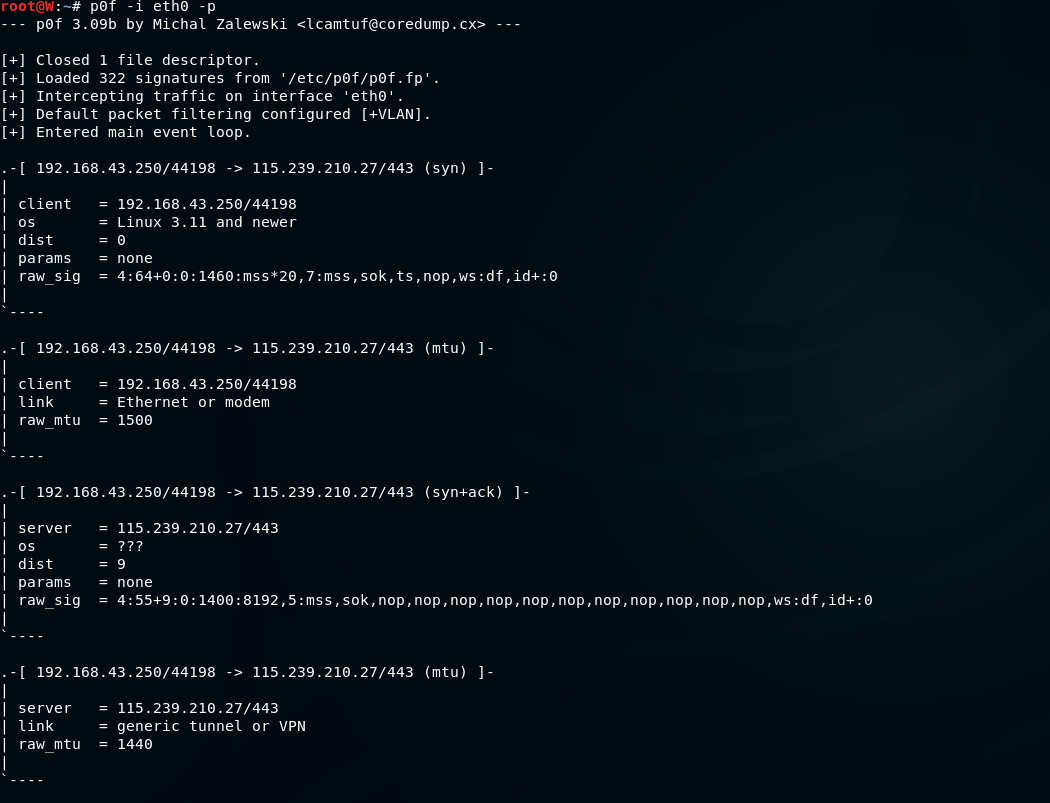 root@W:~# p0f -i eth0 -p
--- p0f 3.09b by Michal Zalewski <lcamtuf@coredump.cx> ---

[+] Closed 1 file descriptor.
[+] Loaded 322 signatures from '/etc/p0f/p0f.fp'.
[+] Intercepting traffic on interface 'eth0'.
[+] Default packet filtering configured [+VLAN].
[+] Entered main event loop.

.-[ 192.168.43.250/44198 -> 115.239.210.27/443 (syn) ]-
|
| client   = 192.168.43.250/44198
| os       = Linux 3.11 and newer
| dist     = 0
| params   = none
| raw_sig  = 4:64+0:0:1460:mss*20,7:mss,sok,ts,nop,ws:df,id+:0
|
`----

.-[ 192.168.43.250/44198 -> 115.239.210.27/443 (mtu) ]-
|
| client   = 192.168.43.250/44198
| link     = Ethernet or modem
| raw_mtu  = 1500
|
`----

.-[ 192.168.43.250/44198 -> 115.239.210.27/443 (syn+ack) ]-
|
| server   = 115.239.210.27/443
| os       = ???
| dist     = 9
| params   = none
| raw_sig  = 4:55+9:0:1400:8192,5:mss,sok,nop,nop,nop,nop,nop,nop,nop,nop,nop,nop,nop,ws:df,id+:0
|
`----

.-[ 192.168.43.250/44198 -> 115.239.210.27/443 (mtu) ]-
|
| server   = 115.239.210.27/443
| link     = generic tunnel or VPN
| raw_mtu  = 1440
|
`----